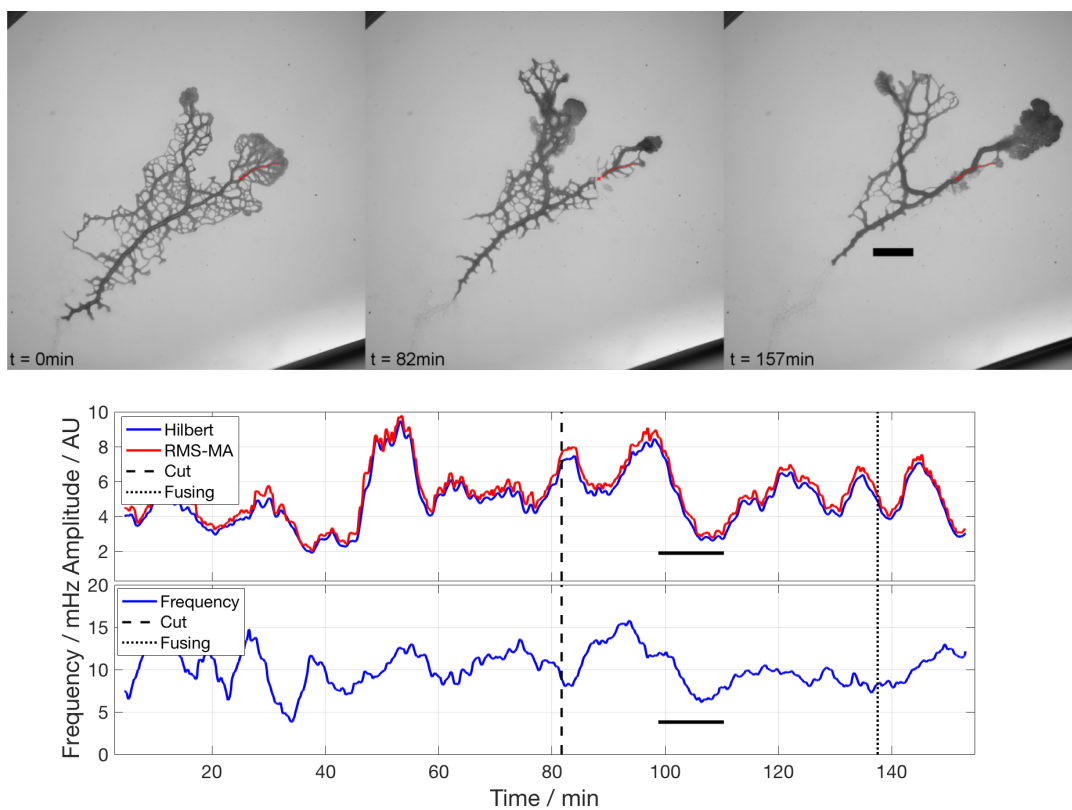 t = 0min
t = 82min
t = 157min
Amplitude / AU
10
8
6
4
2
Hilbert
RMS-MA
Cut
Fusing
Frequency / mHz
20
15
10
5
0
Frequency
Cut
Fusing
20
40
60
80
100
120
140
Time / min